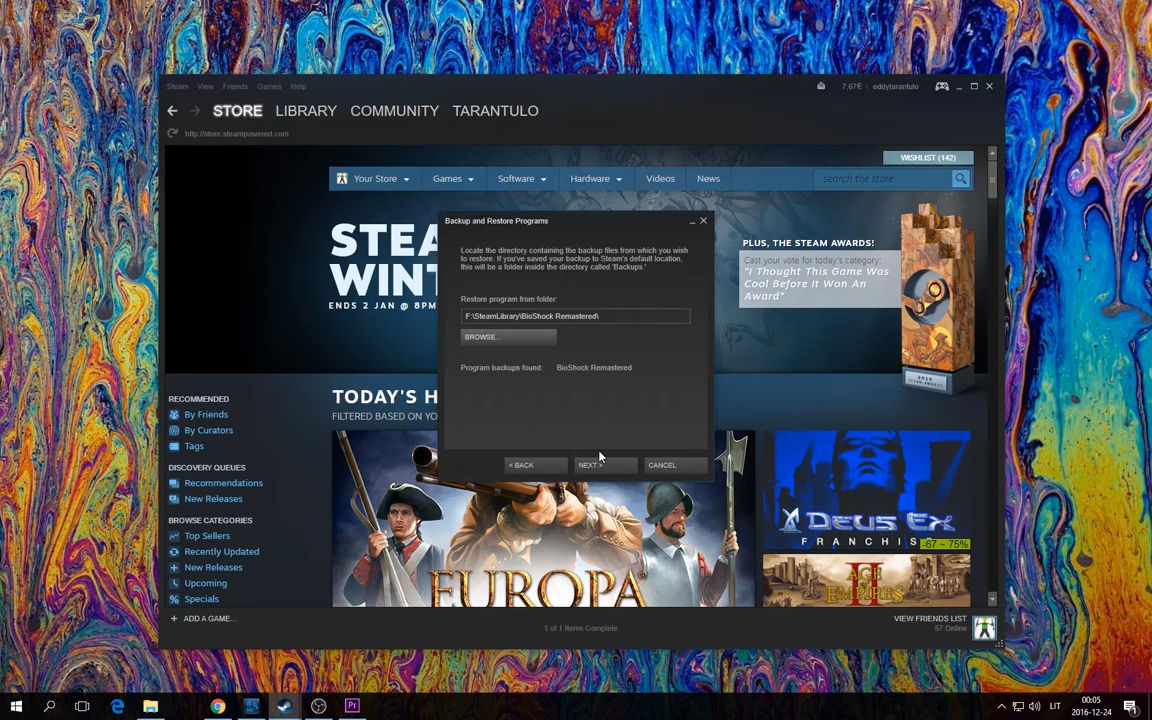 Steam View Friends Games Help
7,67€ eddytarantulo
STORE LIBRARY COMMUNITY TARANTULO
http://store.steampowered.com
WISHLIST (142)
Your Store Games Software Hardware Videos News
search the store
STEA
WINT
ENDS 2 JAN @ 8PM
PLUS, THE STEAM AWARDS!
Cast your vote for today's category:
"I Thought This Game Was
Cool Before It Won An
Award"
2016
STEAM AWARDS
Backup and Restore Programs
Locate the directory containing the backup files from which you wish
to restore. If you've saved your backup to Steam's default location,
this will be a folder inside the directory called 'Backups.'
Restore program from folder:
F:\SteamLibrary\BioShock Remastered\
BROWSE...
Program backups found: BioShock Remastered
< BACK NEXT > CANCEL
RECOMMENDED
By Friends
By Curators
Tags
DISCOVERY QUEUES
Recommendations
New Releases
BROWSE CATEGORIES
Top Sellers
Recently Updated
New Releases
Upcoming
Specials
TODAY'S H
FILTERED BASED ON YO
EUROPA
DEUS EX
FRANCHIS
-67 ~ 75%
AGE
II
EMPIRES
+ ADD A GAME...
1 of 1 Items Complete
VIEW FRIENDS LIST
57 Online
LIT
00:05
2016-12-24
1